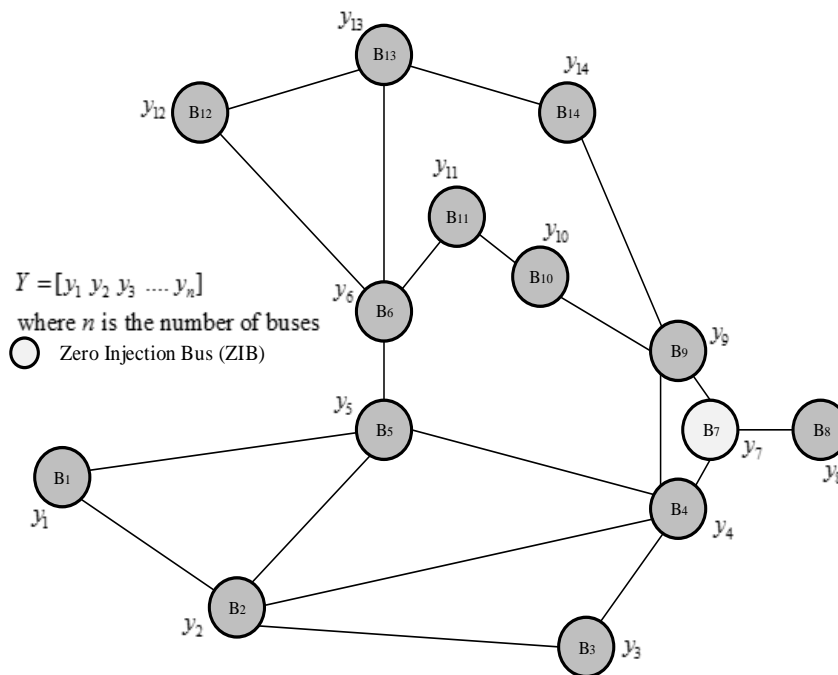 y13
B13
y12
B12
y14
B14
y11
B11
y10
B10
Y = [y1 y2 y3 .... yn]
where n is the number of buses
Zero Injection Bus (ZIB)
y6
B6
B9
y9
y5
B5
B7
y7
B8
B1
y1
B4
y4
B2
y2
B3
y3